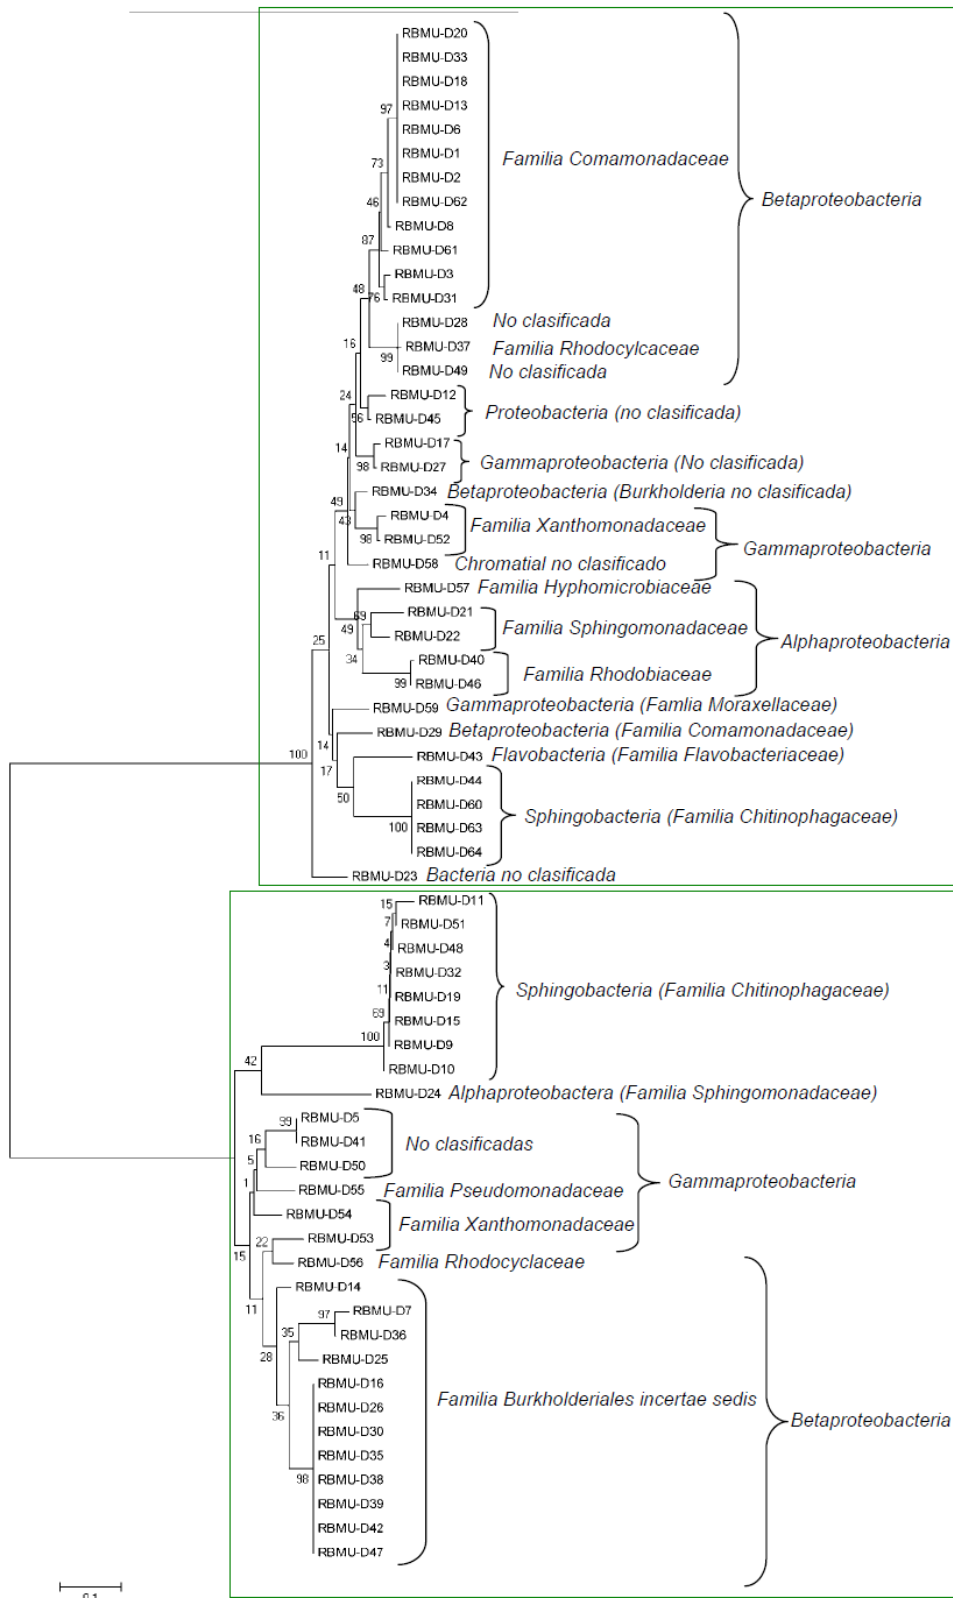 RBMU-D20
RBMU-D33
RBMU-D18
RBMU-D13
97
RBMU-D6
RBMU-D1
Familia Comamonadaceae
73
RBMU-D2
46
RBMU-D62
Betaproteobacteria
RBMU-D8
87
RBMU-D61
RBMU-D3
48
76
RBMU-D31
RBMU-D28 No clasificada
16
RBMU-D37 Familia Rhodocylcaceae
99
RBMU-D49 No clasificada
24
RBMU-D12
Proteobacteria (no clasificada)
56
RBMU-D45
14
RBMU-D17
Gammaproteobacteria (No clasificada)
98
RBMU-D27
RBMU-D34 Betaproteobacteria (Burkholderia no clasificada)
49
43
RBMU-D4
Familia Xanthomonadaceae
98
RBMU-D52
Gammaproteobacteria
11
RBMU-D58 Chromatial no clasificado
RBMU-D57 Familia Hyphomicrobiaceae
69
RBMU-D21
49
Familia Sphingomonadaceae
25
RBMU-D22
Alphaproteobacteria
34
RBMU-D40
Familia Rhodobiaceae
99
RBMU-D46
RBMU-D59 Gammaproteobacteria (Famlia Moraxellaceae)
RBMU-D29 Betaproteobacteria (Familia Comamonadaceae)
14
100
RBMU-D43 Flavobacteria (Familia Flavobacteriaceae)
17
RBMU-D44
50
RBMU-D60
Sphingobacteria (Familia Chitinophagaceae)
100
RBMU-D63
RBMU-D64
RBMU-D23 Bacteria no clasificada
15
RBMU-D11
7
RBMU-D51
4
RBMU-D48
3
RBMU-D32
Sphingobacteria (Familia Chitinophagaceae)
11
RBMU-D19
69
RBMU-D15
100
RBMU-D9
42
RBMU-D10
RBMU-D24 Alphaproteobactera (Familia Sphingomonadaceae)
99
RBMU-D5
16
RBMU-D41
No clasificadas
5
RBMU-D50
Gammaproteobacteria
1
RBMU-D55 Familia Pseudomonadaceae
RBMU-D54
Familia Xanthomonadaceae
22
RBMU-D53
15
RBMU-D56 Familia Rhodocyclaceae
RBMU-D14
11
97
RBMU-D7
35
RBMU-D36
28
RBMU-D25
RBMU-D16
Familia Burkholderiales incertae sedis
36
RBMU-D26
Betaproteobacteria
RBMU-D30
RBMU-D35
98
RBMU-D38
RBMU-D39
RBMU-D42
RBMU-D47
0.1